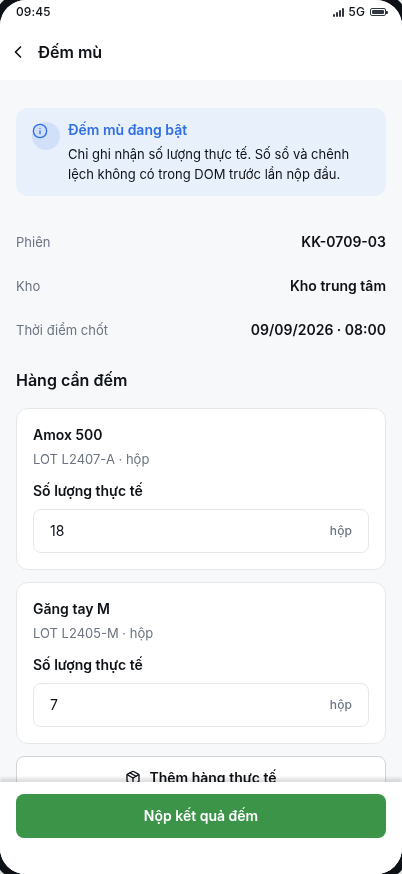 09:45
5G
Đếm mù
Đếm mù đang bật
Chỉ ghi nhận số lượng thực tế. Số sổ và chênh
lệch không có trong DOM trước lần nộp đầu.
Phiên
KK-0709-03
Kho
Kho trung tâm
Thời điểm chốt
09/09/2026 · 08:00
Hàng cần đếm
Amox 500
LOT L2407-A · hộp
Số lượng thực tế
18
hộp
Găng tay M
LOT L2405-M · hộp
Số lượng thực tế
7
hộp
Thêm hàng thực tế
Nộp kết quả đếm